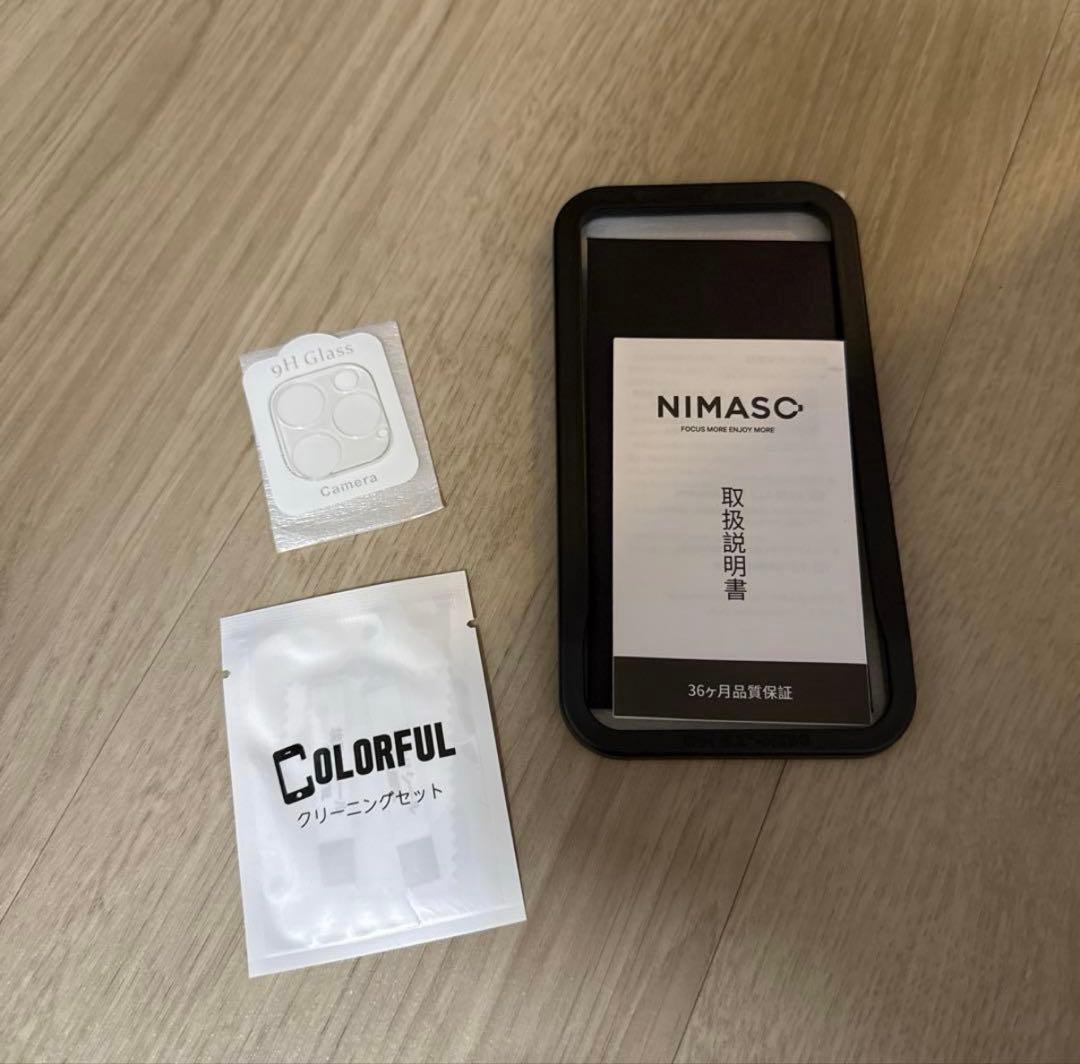 9H Glass
Camera
NIMASO
FOCUS MORE ENJOY MORE
取扱説明書
36ヶ月品質保証
COLORFUL
クリーニングセット